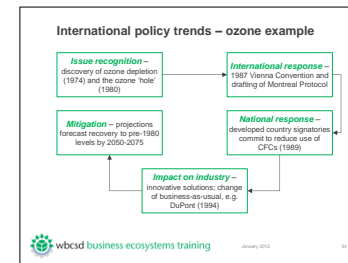 International policy trends – ozone example
Issue recognition –
discovery of ozone depletion
(1974) and the ozone 'hole'
(1980)
International response –
1987 Vienna Convention and
drafting of Montreal Protocol
National response –
developed country signatories
commit to reduce use of
CFCs (1989)
Impact on industry –
innovative solutions; change
of business-as-usual, e.g.
DuPont (1994)
Mitigation – projections
forecast recovery to pre-1980
levels by 2050-2075
wbcsd business ecosystems training
January 2012